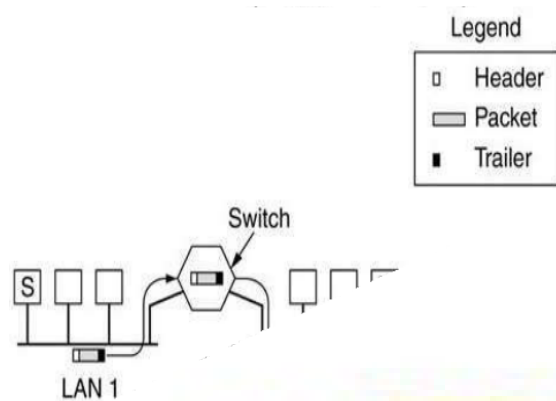 Legend
Header
Packet
Trailer
Switch
S
LAN 1